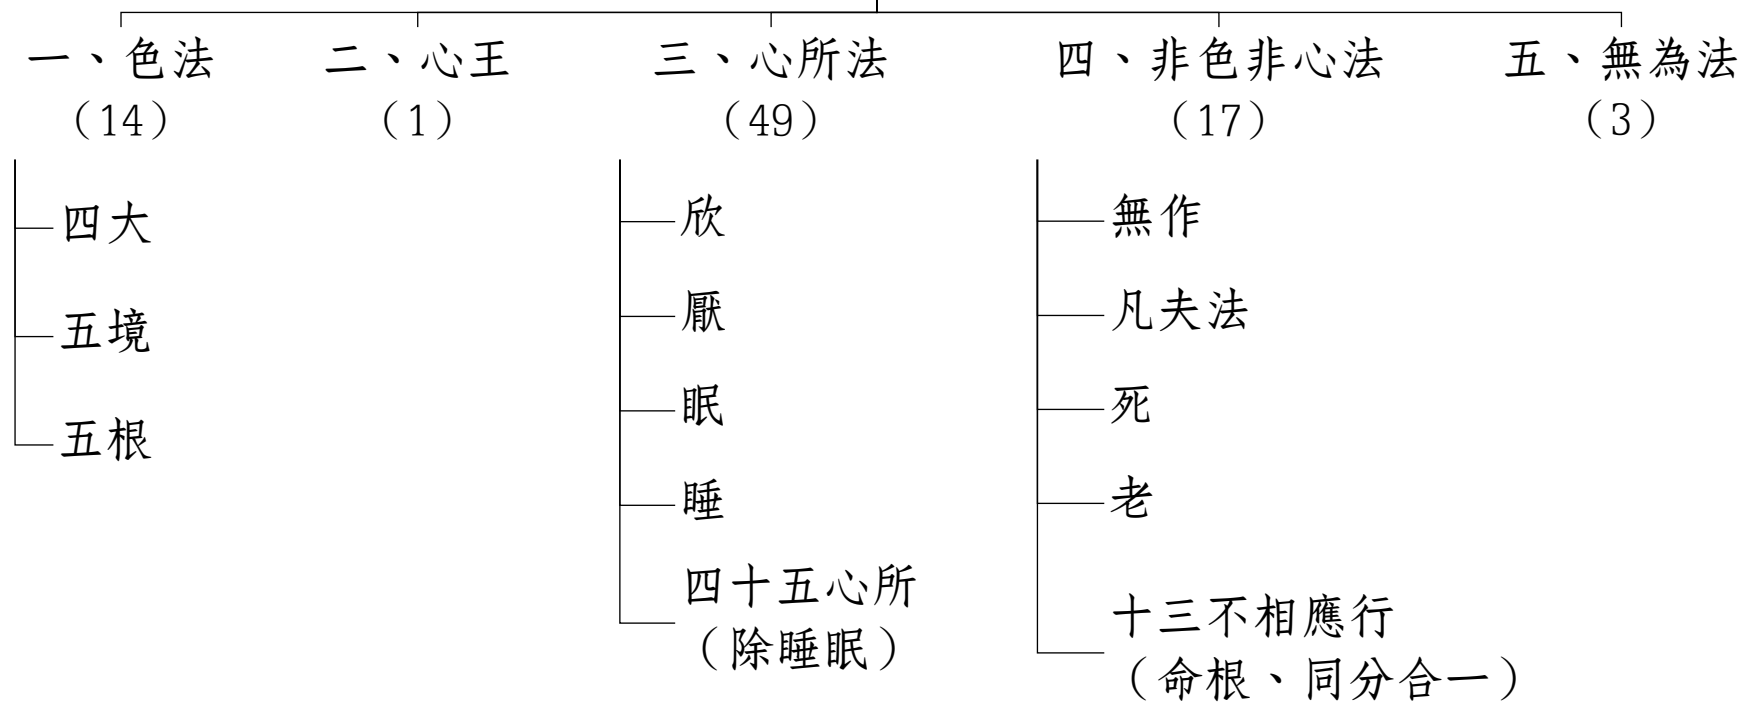 一、色法
（14）
二、心王
（1）
三、心所法
（49）
四、非色非心法
（17）
五、無為法
（3）
四大
五境
五根
欣
厭
眠
睡
四十五心所
（除睡眠）
無作
凡夫法
死
老
十三不相應行
（命根、同分合一）